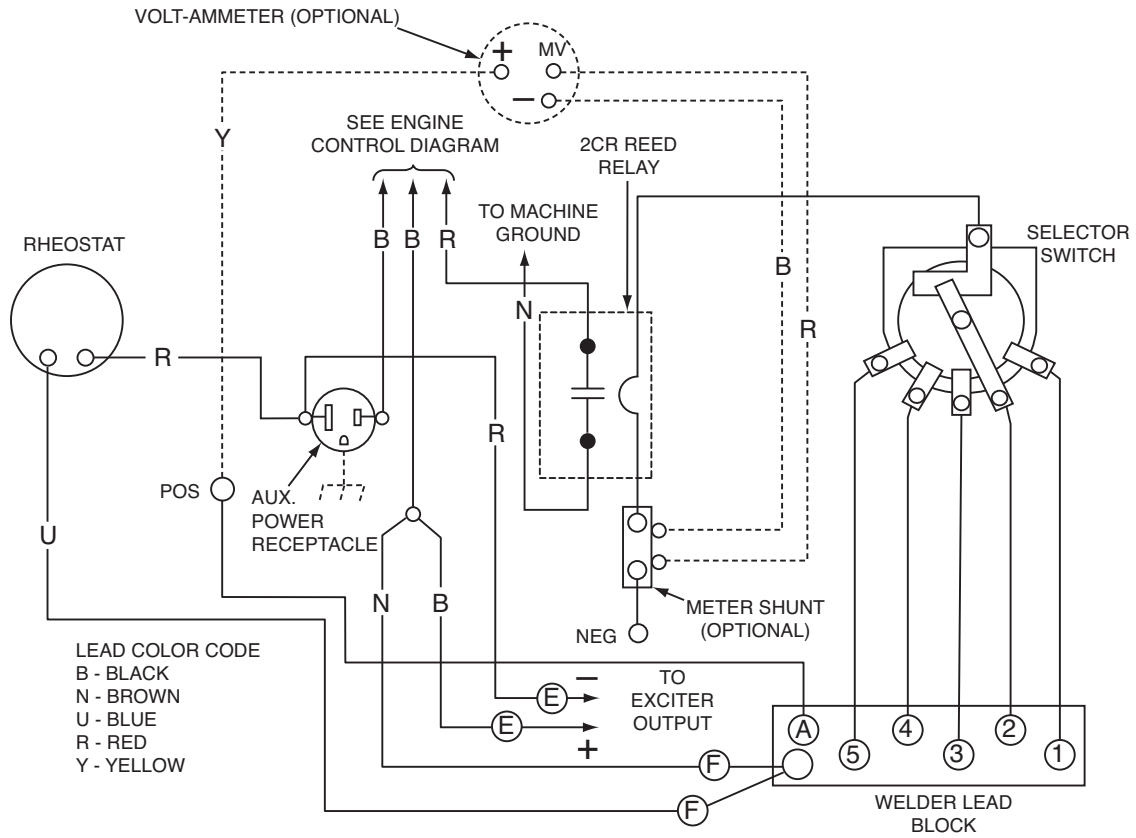 VOLT-AMMETER (OPTIONAL)
+
MV
−
Y
SEE ENGINE
CONTROL DIAGRAM
2CR REED
RELAY
TO MACHINE
GROUND
SELECTOR
SWITCH
RHEOSTAT
B
B
R
B
N
R
R
R
POS
AUX.
POWER
RECEPTACLE
U
N
B
METER SHUNT
(OPTIONAL)
NEG
LEAD COLOR CODE
B - BLACK
N - BROWN
U - BLUE
R - RED
Y - YELLOW
−
E
E
+
TO
EXCITER
OUTPUT
A
5
4
3
2
1
F
F
WELDER LEAD
BLOCK